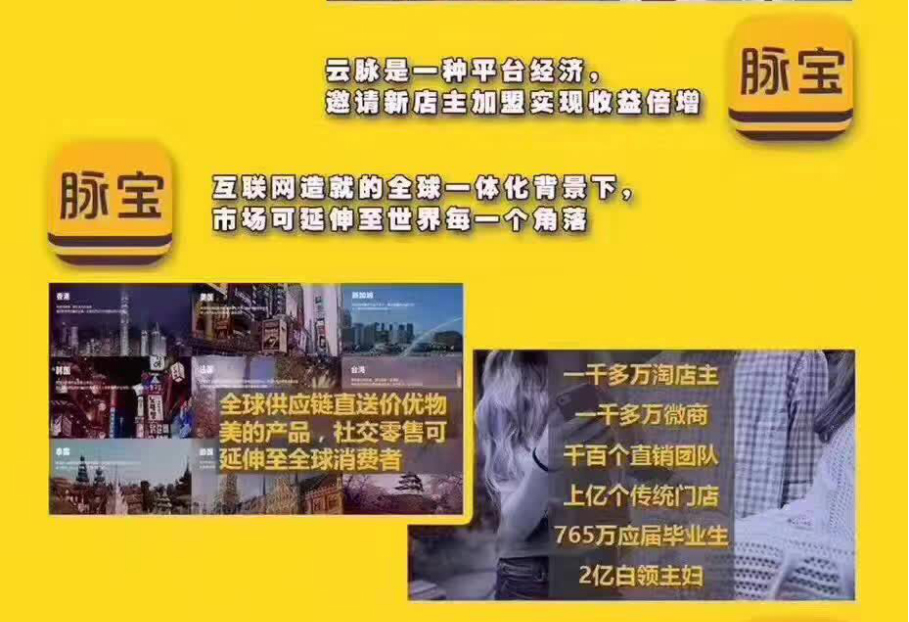 云脉是一种平台经济，
邀请新店主加盟实现收益倍增
脉宝
脉宝
互联网造就的全球一体化背景下，
市场可延伸至世界每一个角落
香港
美国
新加坡
韩国
法国
台湾
泰国
全球供应链直送价优物
美的产品，社交零售可
延伸至全球消费者
一千多万淘店主
一千多万微商
千百个直销团队
上亿个传统门店
765万应届毕业生
2亿白领主妇